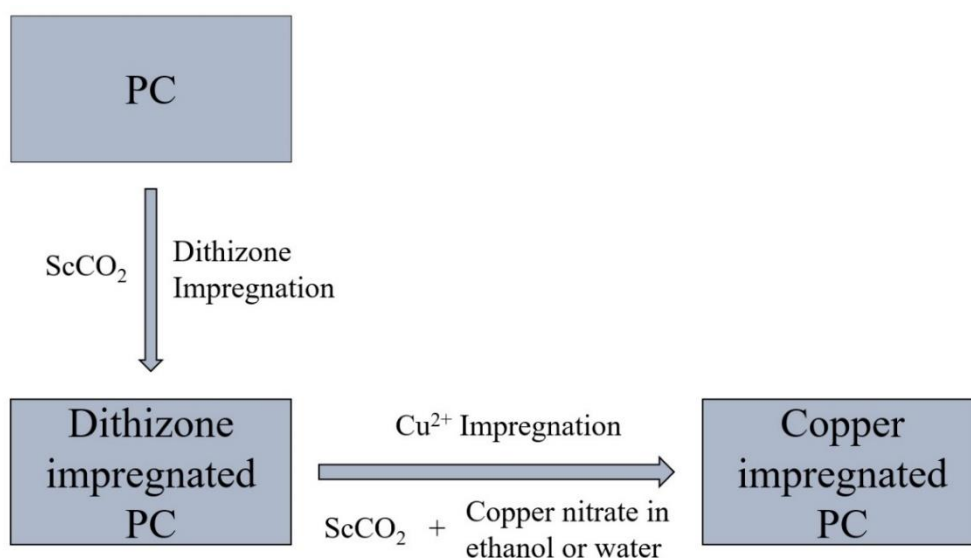 PC
ScCO₂
Dithizone
Impregnation
Dithizone
impregnated
PC
Cu²⁺ Impregnation
ScCO₂ + Copper nitrate in
ethanol or water
Copper
impregnated
PC